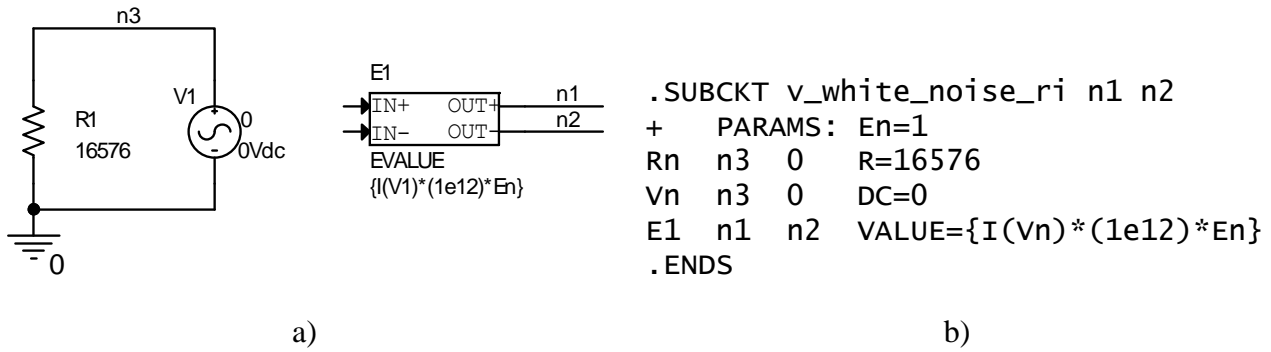 n3
V1
R1
16576
0
0Vdc
0
E1
IN+ OUT+
IN- OUT-
n1
n2
EVALUE
{I(V1)*(1e12)*En}
.SUBCKT v_white_noise_ri n1 n2
+ PARAMS: En=1
Rn n3 0 R=16576
Vn n3 0 DC=0
E1 n1 n2 VALUE={I(Vn)*(1e12)*En}
.ENDS
a)
b)